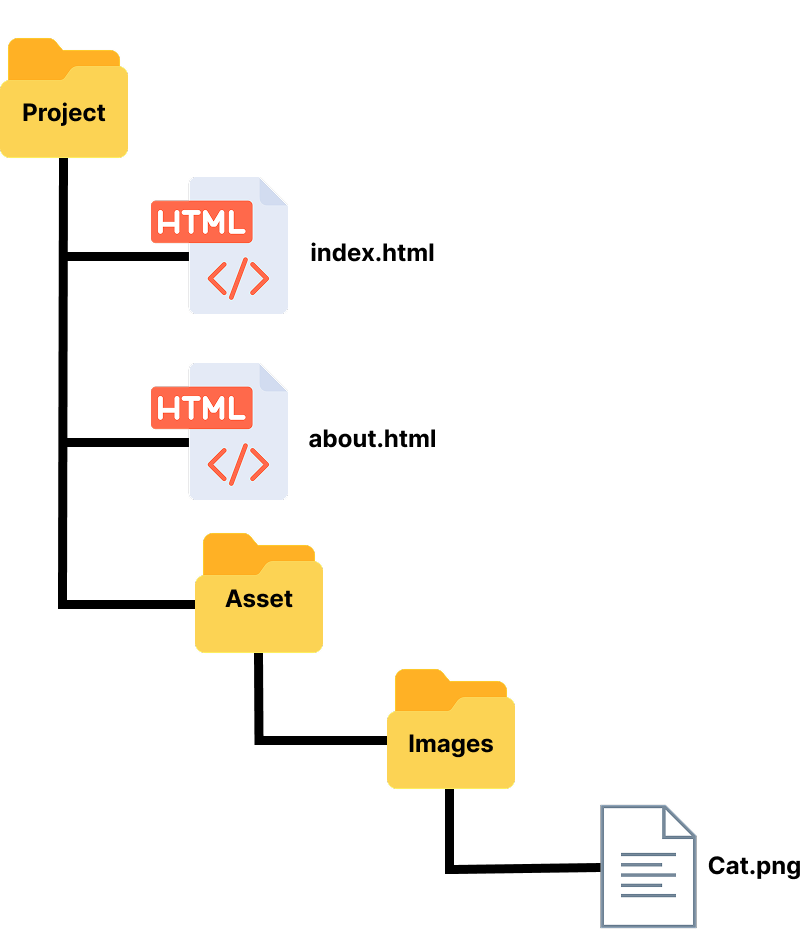 Project
HTML
</>
index.html
HTML
</>
about.html
Asset
Images
Cat.png